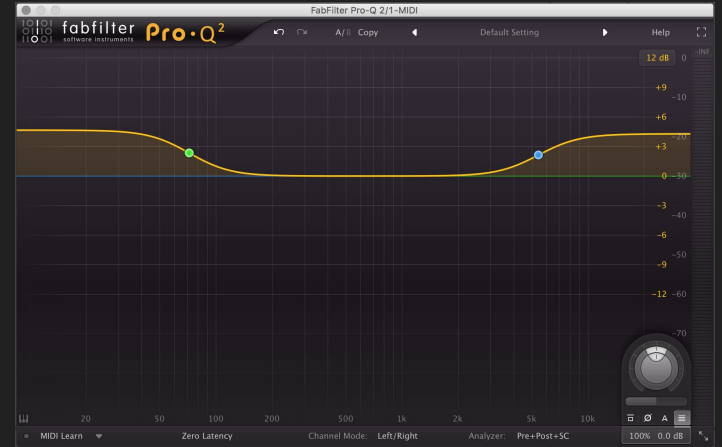 FabFilter Pro-Q 2/1-MIDI
fabfilter
software instruments
Pro·Q²
A/B Copy
Default Setting
Help
12 dB 0 -INF
+9
-10
+6
-20
+3
0 -30
-3
-40
-6
-50
-9
-12 -60
-70
20 50 100 200 500 1k 2k 5k 10k
A
MIDI Learn
Zero Latency
Channel Mode: Left/Right
Analyzer: Pre+Post+SC
100% 0.0 dB